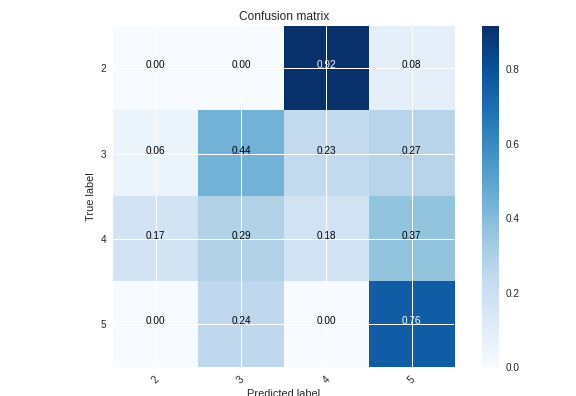 Confusion matrix
True label
2
0.00 0.00 0.92 0.08
3
0.06 0.44 0.23 0.27
4
0.17 0.29 0.18 0.37
5
0.00 0.24 0.00 0.76
2 3 4 5
Predicted label
0.8
0.6
0.4
0.2
0.0